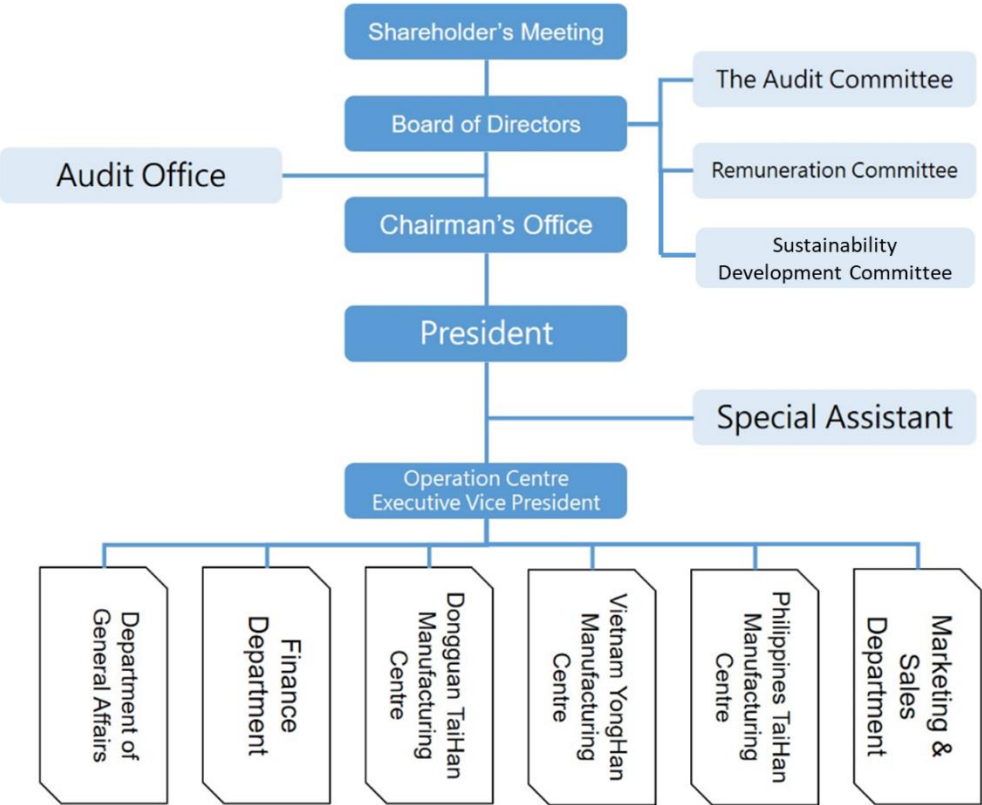 Shareholder's Meeting
Board of Directors
The Audit Committee
Remuneration Committee
Sustainability
Development Committee
Audit Office
Chairman's Office
President
Special Assistant
Operation Centre
Executive Vice President
Department of
General Affairs
Finance
Department
Dongguan TaiHan
Manufacturing
Centre
Vietnam YongHan
Manufacturing
Centre
Philippines TaiHan
Manufacturing
Centre
Marketing &
Sales
Department